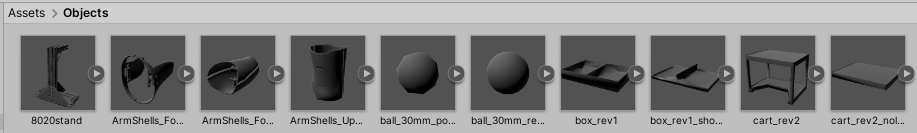 Assets > Objects
8020stand
ArmShells_Fo...
ArmShells_Fo...
ArmShells_Up...
ball_30mm_po...
ball_30mm_re...
box_rev1
box_rev1_sho...
cart_rev2
cart_rev2_nol...